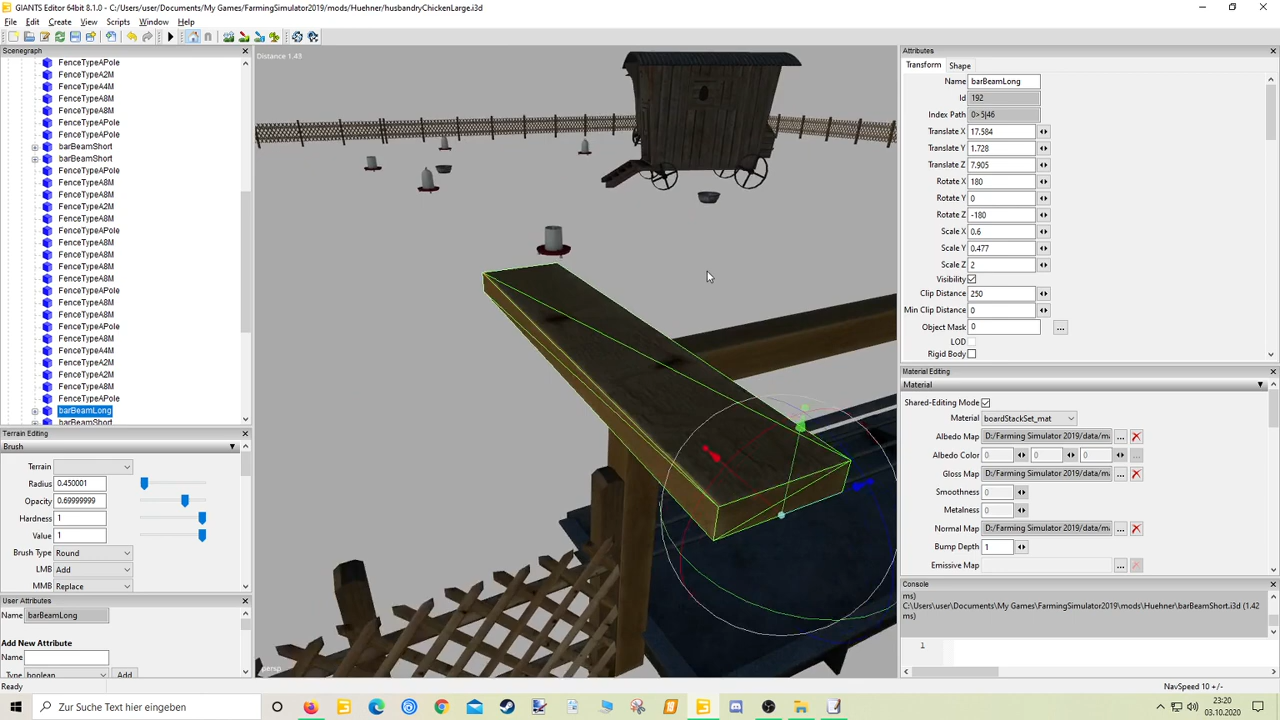 GIANTS Editor 64bit 8.1.0 - C:/Users/user/Documents/My Games/FarmingSimulator2019/mods/Huehner/husbandryChickenLarge.i3d
File Edit Create View Scripts Window Help
Scenegraph
FenceTypeAPole
FenceTypeA2M
FenceTypeA4M
FenceTypeA8M
FenceTypeA8M
FenceTypeAPole
FenceTypeAPole
barBeamShort
barBeamShort
FenceTypeAPole
FenceTypeA8M
FenceTypeA8M
FenceTypeA2M
FenceTypeA8M
FenceTypeAPole
FenceTypeA8M
FenceTypeA8M
FenceTypeA8M
FenceTypeA8M
FenceTypeAPole
FenceTypeA8M
FenceTypeA8M
FenceTypeAPole
FenceTypeA8M
FenceTypeA4M
FenceTypeA2M
FenceTypeA8M
FenceTypeAPole
barBeamLong
barBeamShort
Terrain Editing
Brush
Terrain
Radius 0.450001
Opacity 0.69999999
Hardness 1
Value 1
Brush Type Round
LMB Add
MMB Replace
User Attributes
Name barBeamLong
Add New Attribute
Name
Type boolean Add
Ready
Distance 1.43
persp
Attributes
Transform Shape
Name barBeamLong
Id 192
Index Path 0>5|46
Translate X 17.584
Translate Y 1.728
Translate Z 7.905
Rotate X 180
Rotate Y 0
Rotate Z -180
Scale X 0.6
Scale Y 0.477
Scale Z 2
Visibility
Clip Distance 250
Min Clip Distance 0
Object Mask 0 ...
LOD
Rigid Body
Material Editing
Material
Shared-Editing Mode
Material boardStackSet_mat
Albedo Map D:/Farming Simulator 2019/data/m ...
Albedo Color 0 0 0 ...
Gloss Map D:/Farming Simulator 2019/data/m ...
Smoothness 0
Metalness 0
Normal Map D:/Farming Simulator 2019/data/m ...
Bump Depth 1
Emissive Map ...
Console
ms)
C:\Users\user\Documents\My Games\FarmingSimulator2019\mods\Huehner\barBeamShort.i3d (1.42
ms)
1
NavSpeed 10 +/-
Zur Suche Text hier eingeben
23:20
03.10.2020